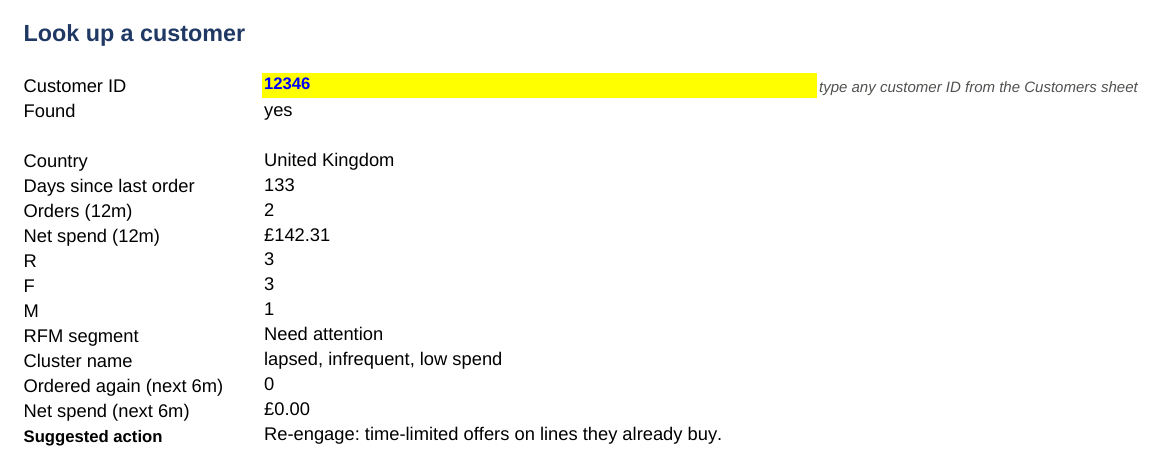 Look up a customer
Customer ID 12346 type any customer ID from the Customers sheet
Found yes
Country United Kingdom
Days since last order 133
Orders (12m) 2
Net spend (12m) £142.31
R 3
F 3
M 1
RFM segment Need attention
Cluster name lapsed, infrequent, low spend
Ordered again (next 6m) 0
Net spend (next 6m) £0.00
Suggested action Re-engage: time-limited offers on lines they already buy.